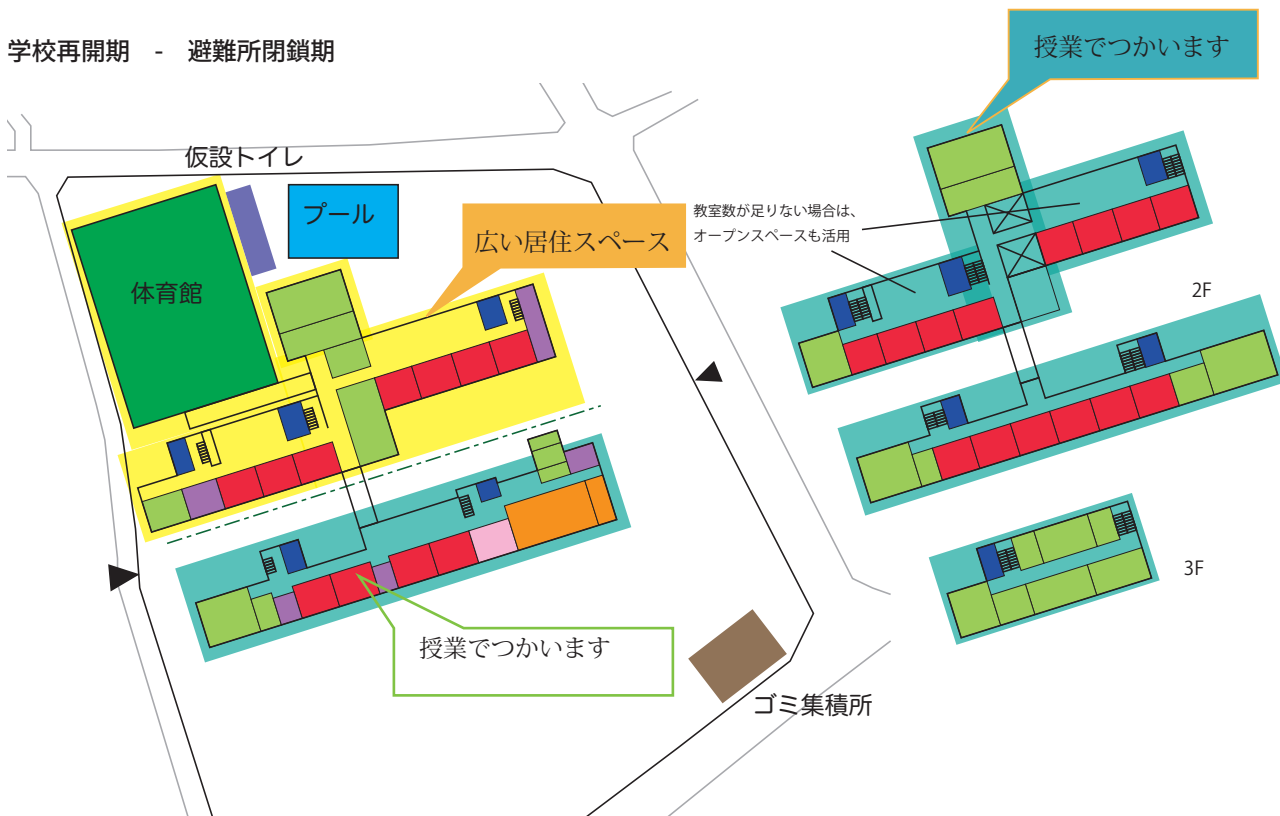 学校再開期　-　避難所閉鎖期
授業でつかいます
仮設トイレ
プール
教室数が足りない場合は、
オープンスペースも活用
広い居住スペース
体育館
2F
3F
授業でつかいます
ゴミ集積所